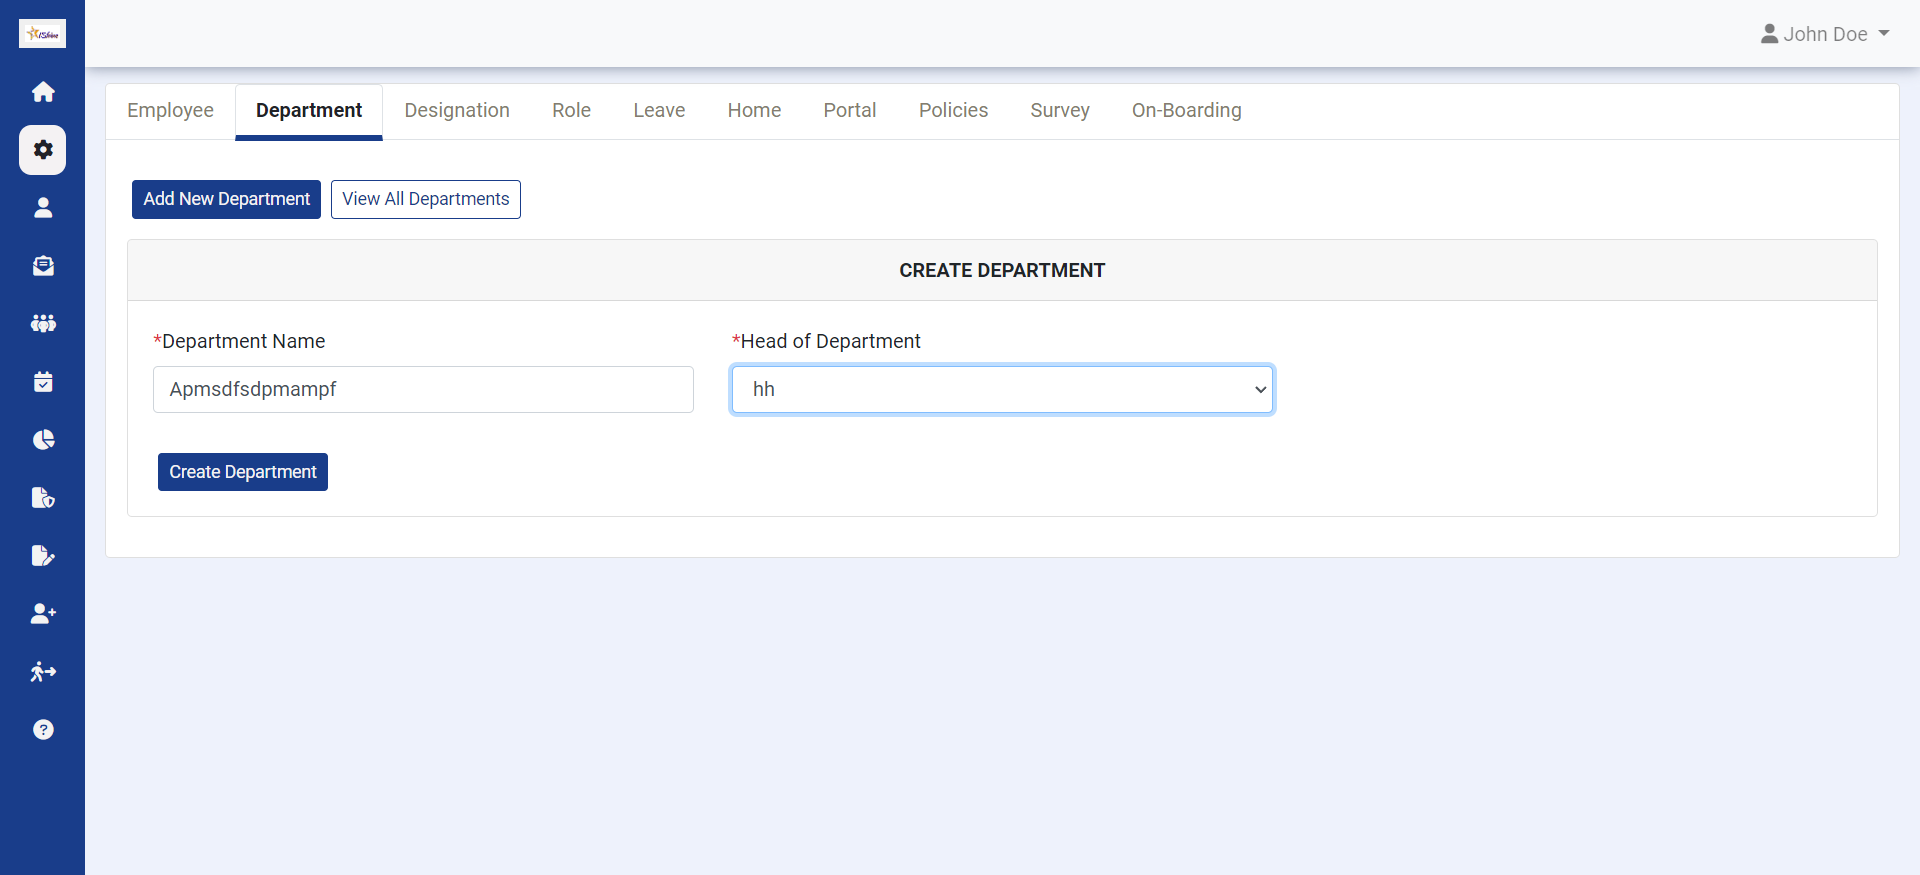 iShine
John Doe
Employee Department Designation Role Leave Home Portal Policies Survey On-Boarding
Add New Department View All Departments
CREATE DEPARTMENT
*Department Name *Head of Department
Apmsdfsdpmampf hh
Create Department